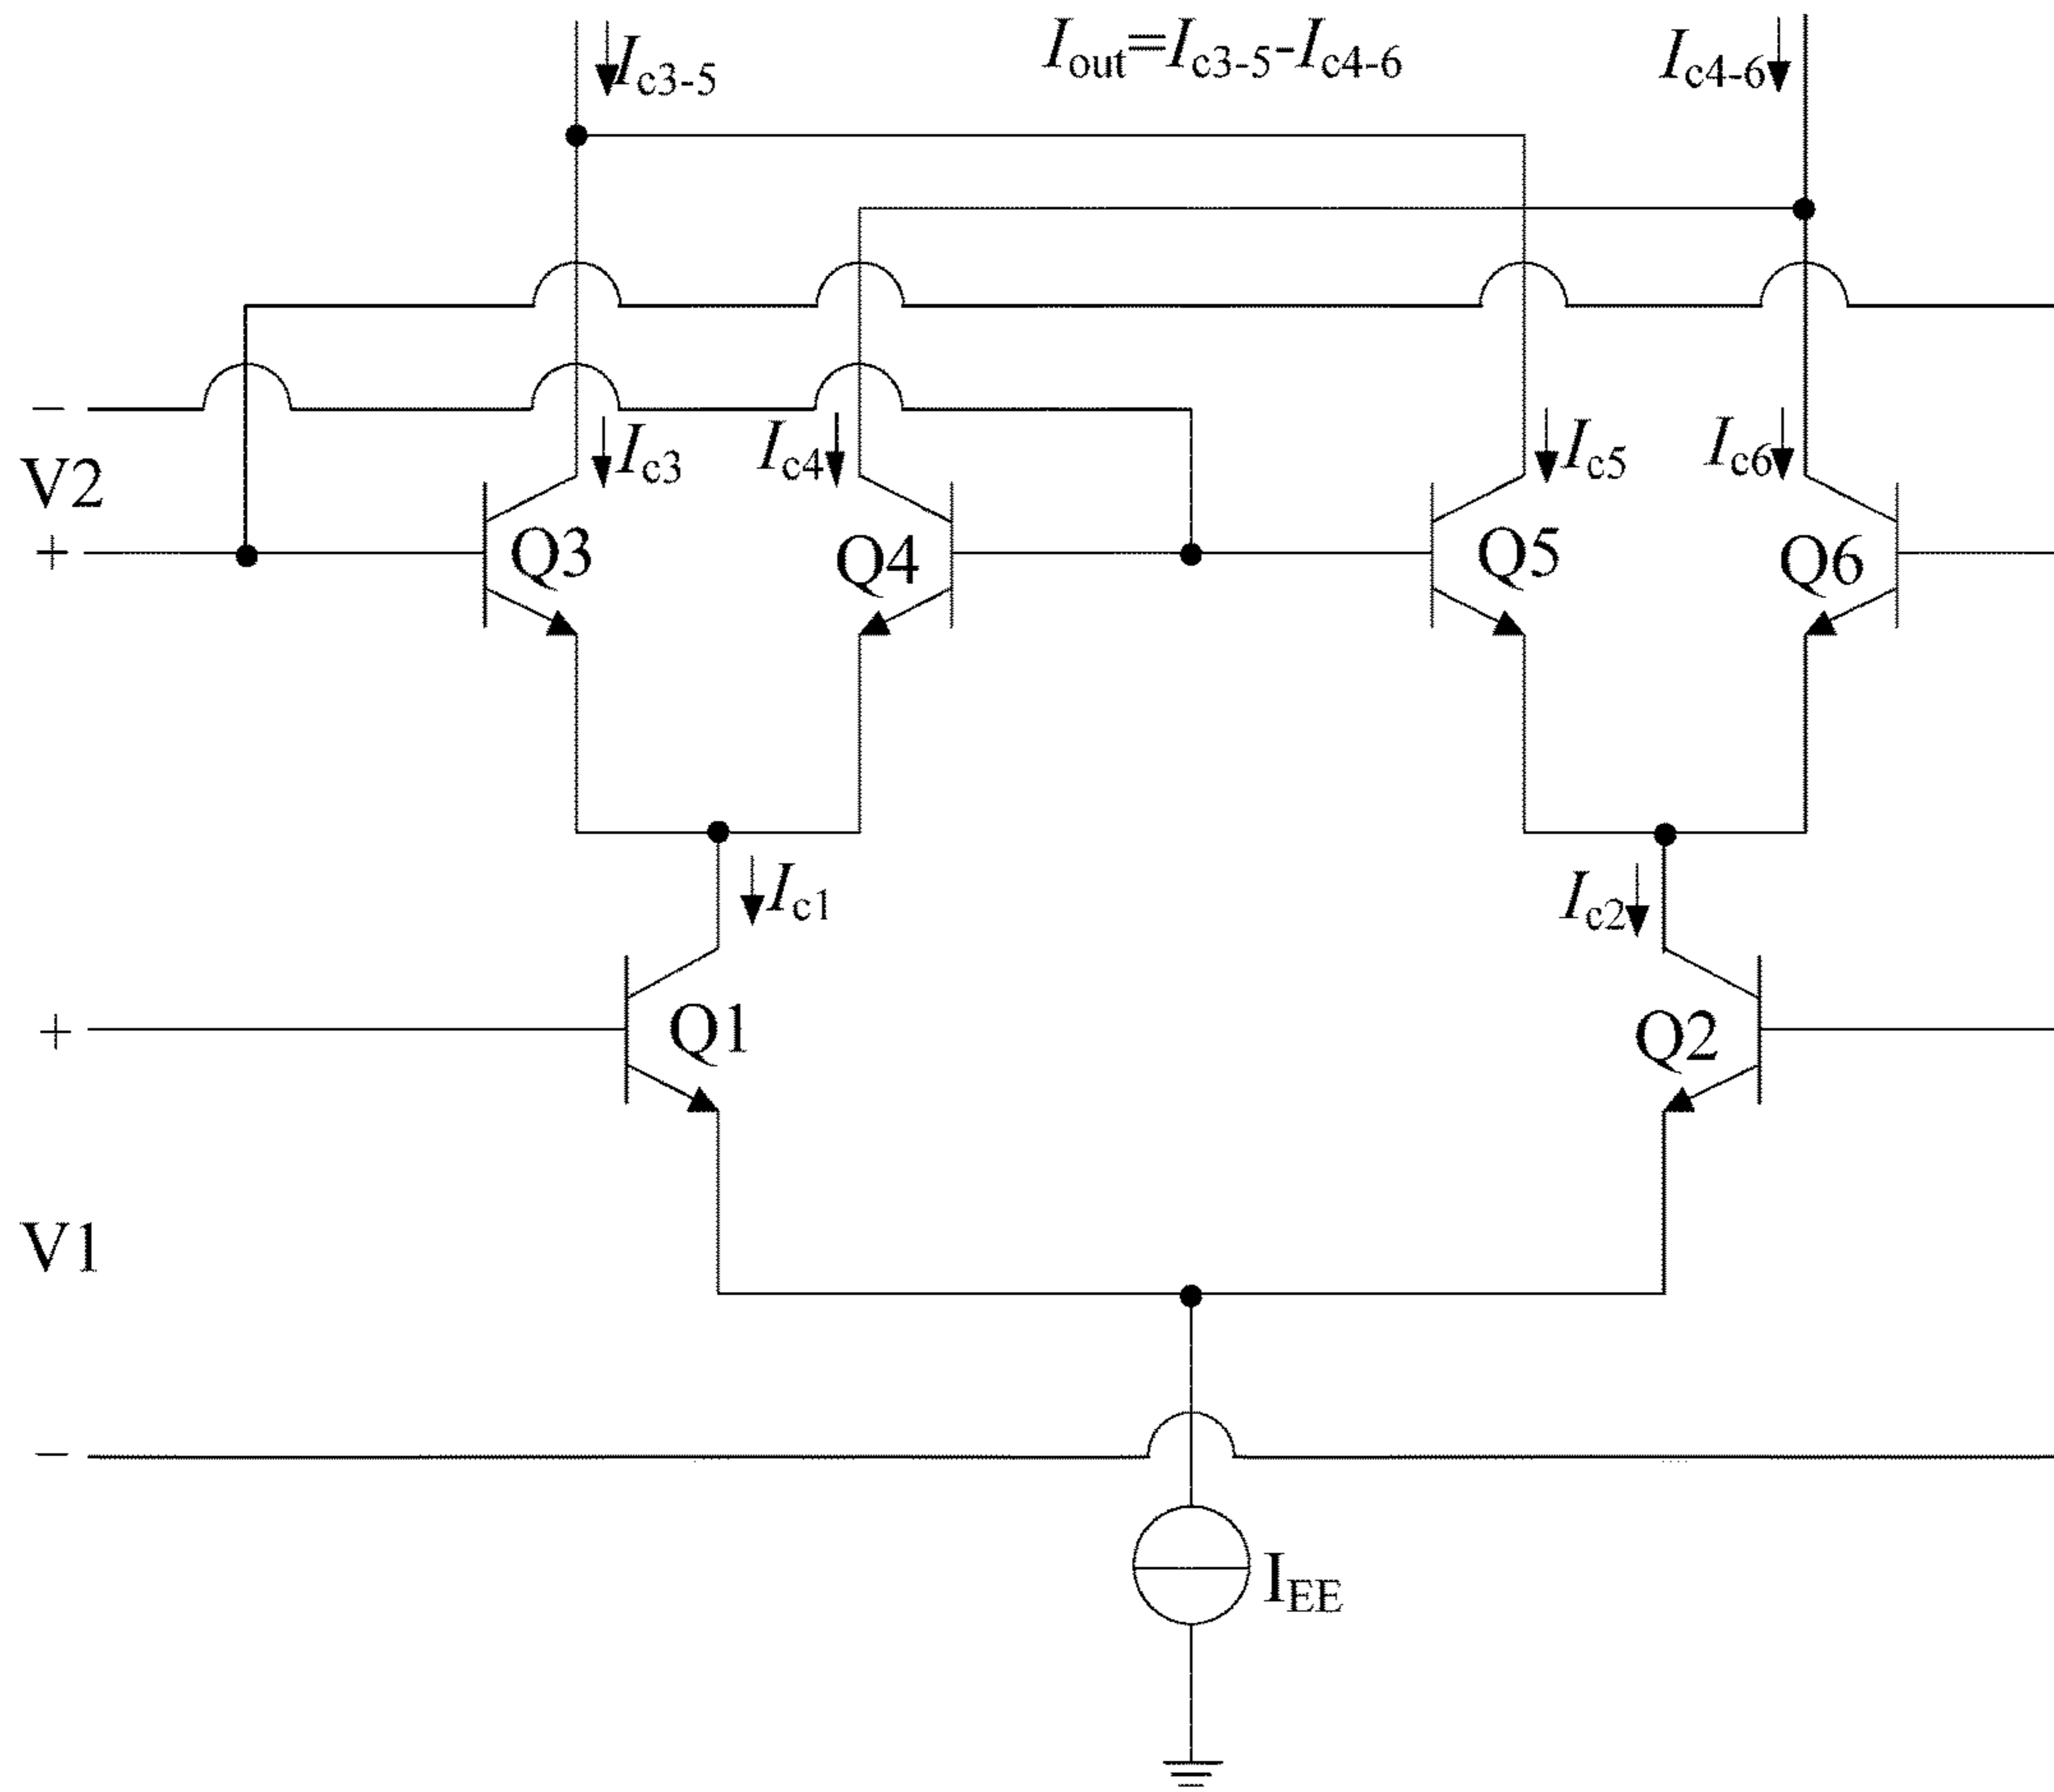 Ic3-5
Iout=Ic3-5-Ic4-6
Ic4-6
−
V2
+
Ic3
Ic4
Ic5
Ic6
Q3
Q4
Q5
Q6
Ic1
Ic2
+
Q1
Q2
V1
−
IEE